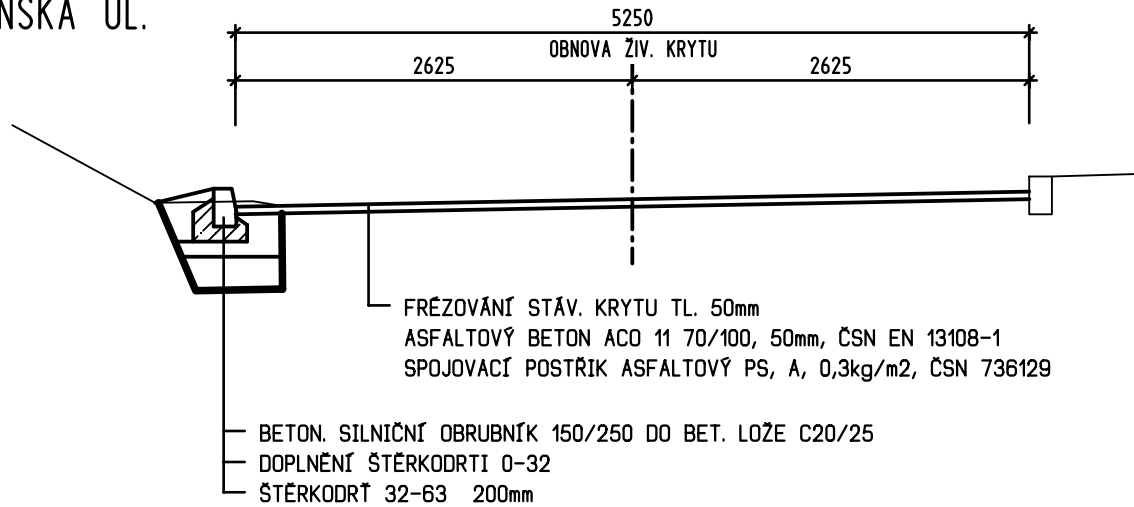 UL.
5250
OBNOVA ŽIV. KRYTU
2625 2625
FRÉZOVÁNÍ STÁV. KRYTU TL. 50mm
ASFALTOVÝ BETON ACO 11 70/100, 50mm, ČSN EN 13108-1
SPOJOVACÍ POSTŘIK ASFALTOVÝ PS, A, 0,3kg/m2, ČSN 736129
BETON. SILNIČNÍ OBRUBNÍK 150/250 DO BET. LOŽE C20/25
DOPLNĚNÍ ŠTĚRKODRTI 0-32
ŠTĚRKODRŤ 32-63 200mm